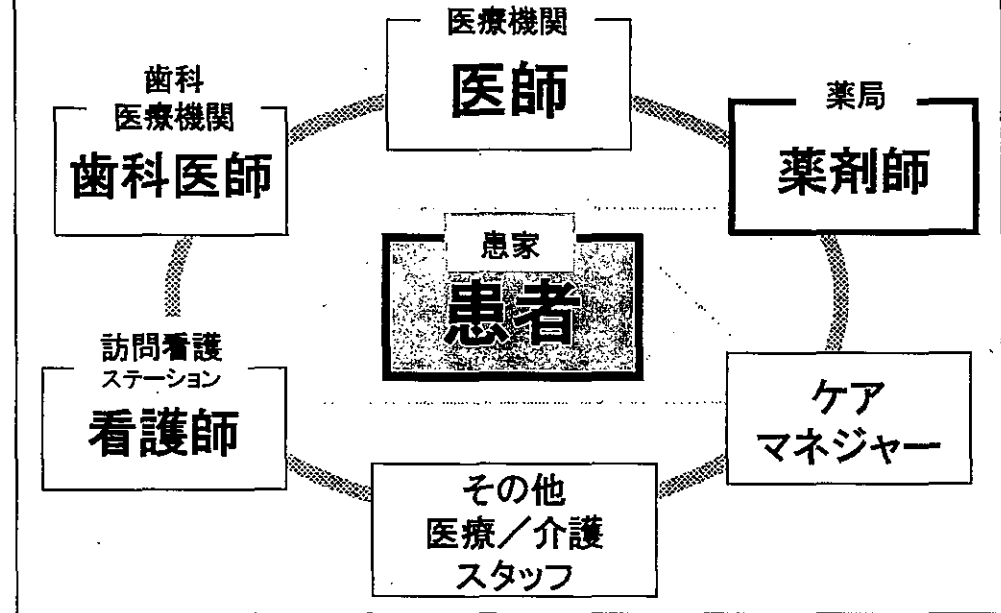 医療機関
医師
歯科
医療機関
歯科医師
薬局
薬剤師
患家
患者
訪問看護
ステーション
看護師
ケア
マネジャー
その他
医療／介護
スタッフ